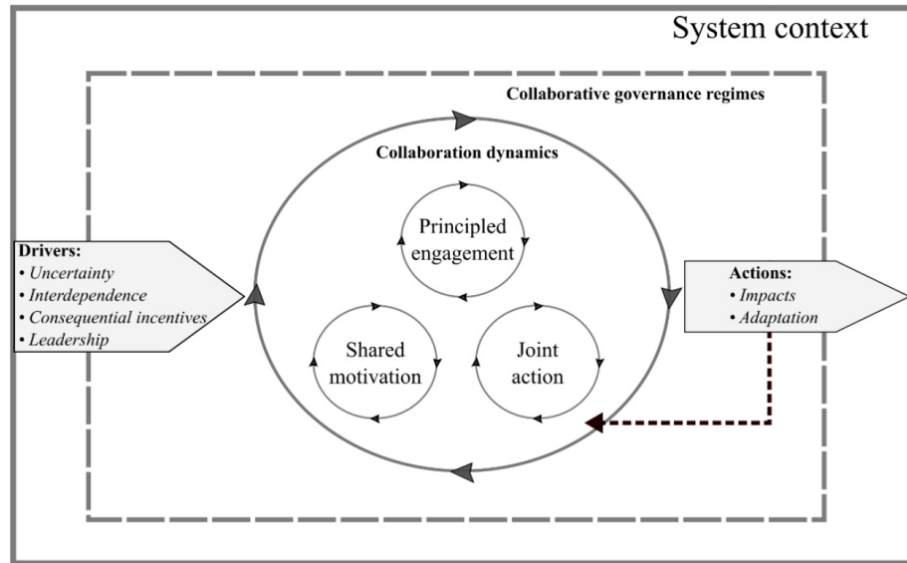 System context
Collaborative governance regimes
Collaboration dynamics
Principled
engagement
Drivers:
• Uncertainty
• Interdependence
• Consequential incentives
• Leadership
Actions:
• Impacts
• Adaptation
Shared
motivation
Joint
action